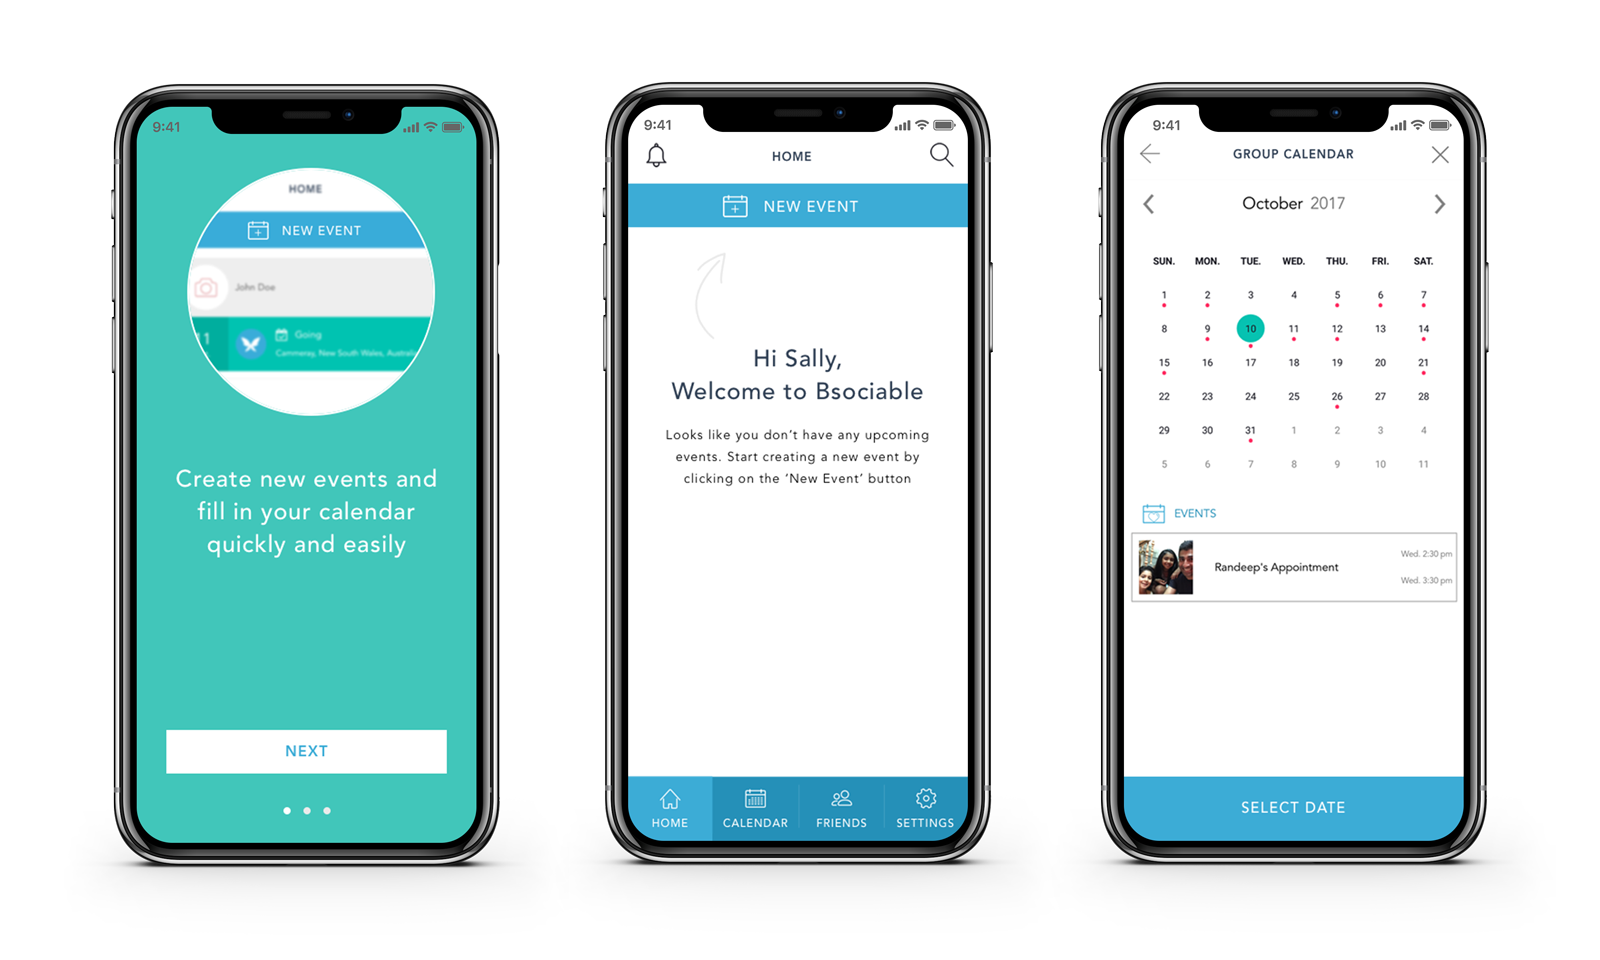 9:41
HOME
NEW EVENT
John Doe
11
Going
Cammeray, New South Wales, Australia
Create new events and
fill in your calendar
quickly and easily
NEXT
9:41
HOME
NEW EVENT
Hi Sally,
Welcome to Bsociable
Looks like you don't have any upcoming
events. Start creating a new event by
clicking on the ‘New Event’ button
HOME CALENDAR FRIENDS SETTINGS
9:41
GROUP CALENDAR
October 2017
SUN. MON. TUE. WED. THU. FRI. SAT.
1 2 3 4 5 6 7
8 9 10 11 12 13 14
15 16 17 18 19 20 21
22 23 24 25 26 27 28
29 30 31 1 2 3 4
5 6 7 8 9 10 11
EVENTS
Wed. 2:30 pm
Randeep's Appointment
Wed. 3:30 pm
SELECT DATE